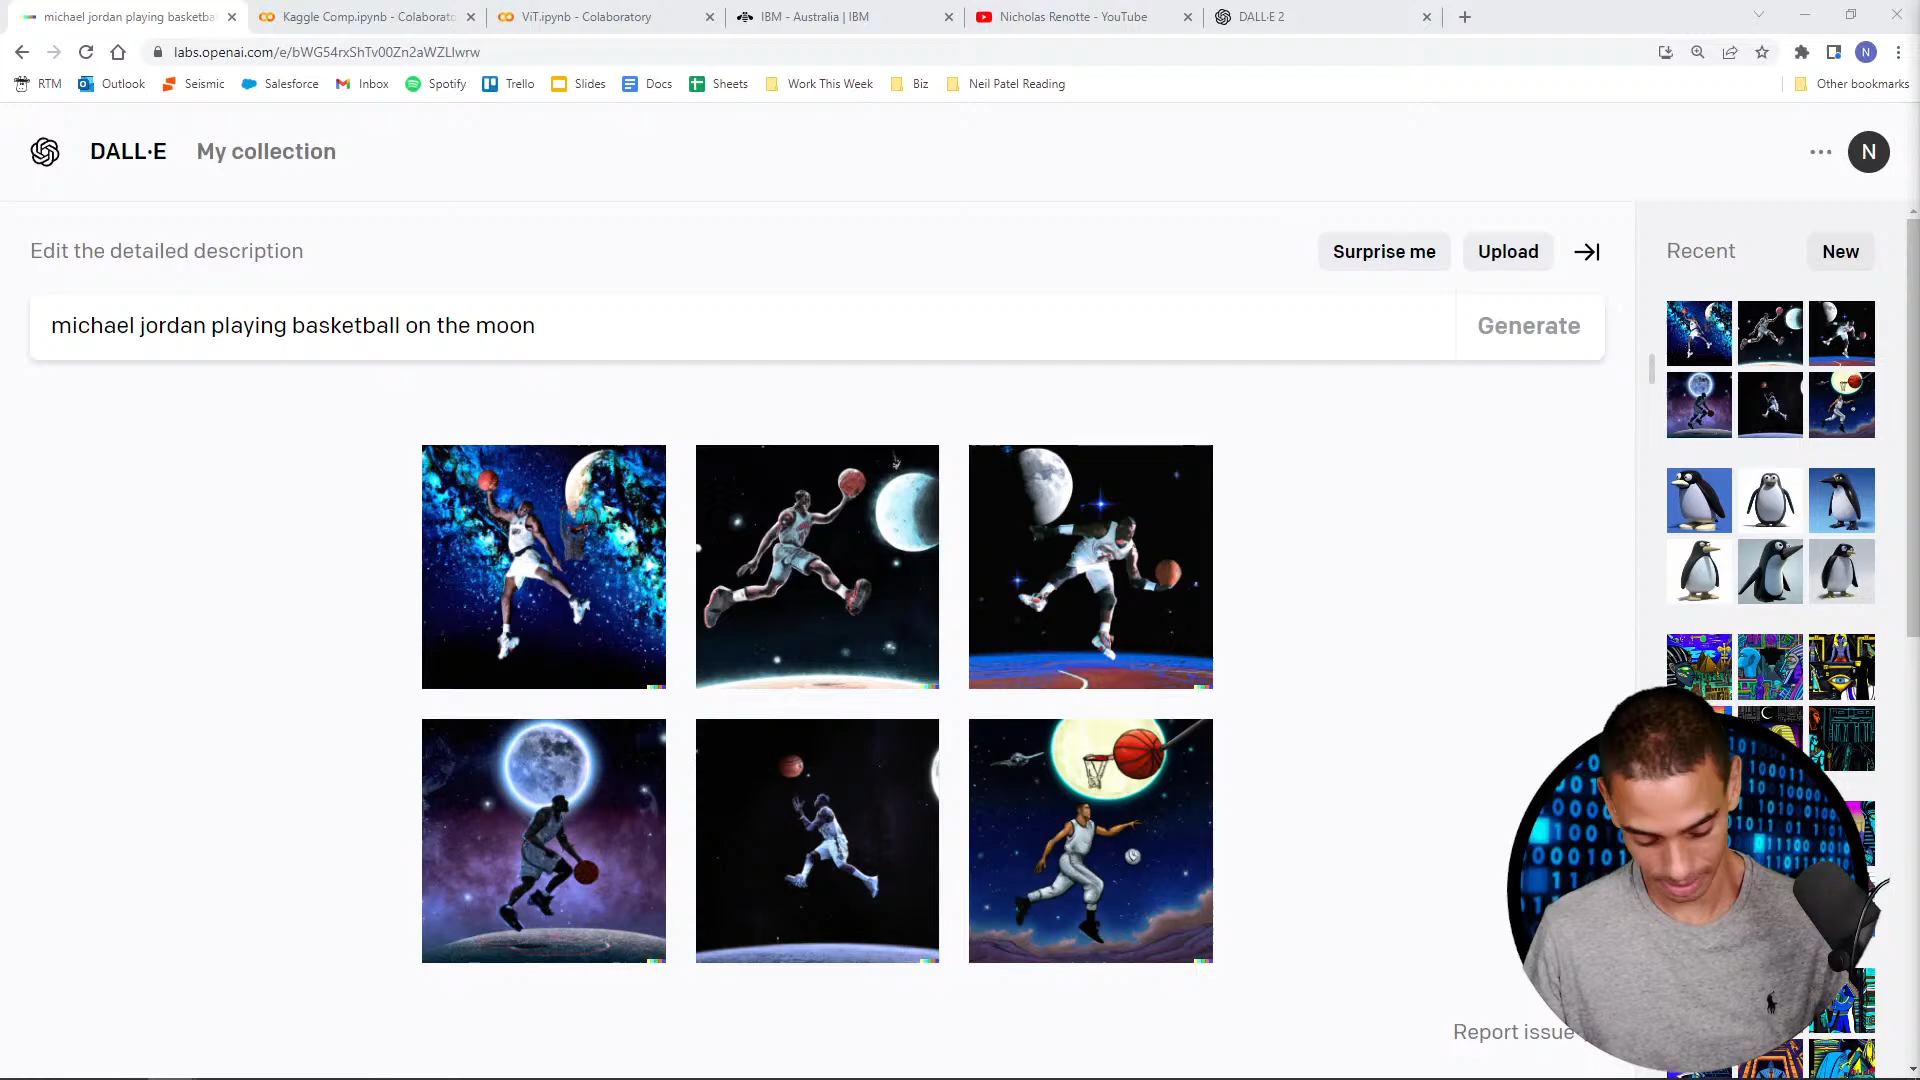 michael jordan playing basketba
Kaggle Comp.ipynb - Colaborato
ViT.ipynb - Colaboratory
IBM - Australia | IBM
Nicholas Renotte - YouTube
DALL·E 2
labs.openai.com/e/bWG54rxShTv00Zn2aWZLIwrw
N
RTM
Outlook
Seismic
Salesforce
Inbox
Spotify
Trello
Slides
Docs
Sheets
Work This Week
Biz
Neil Patel Reading
Other bookmarks
DALL·E
My collection
N
Edit the detailed description
Surprise me
Upload
Recent
New
michael jordan playing basketball on the moon
Generate
Report issue